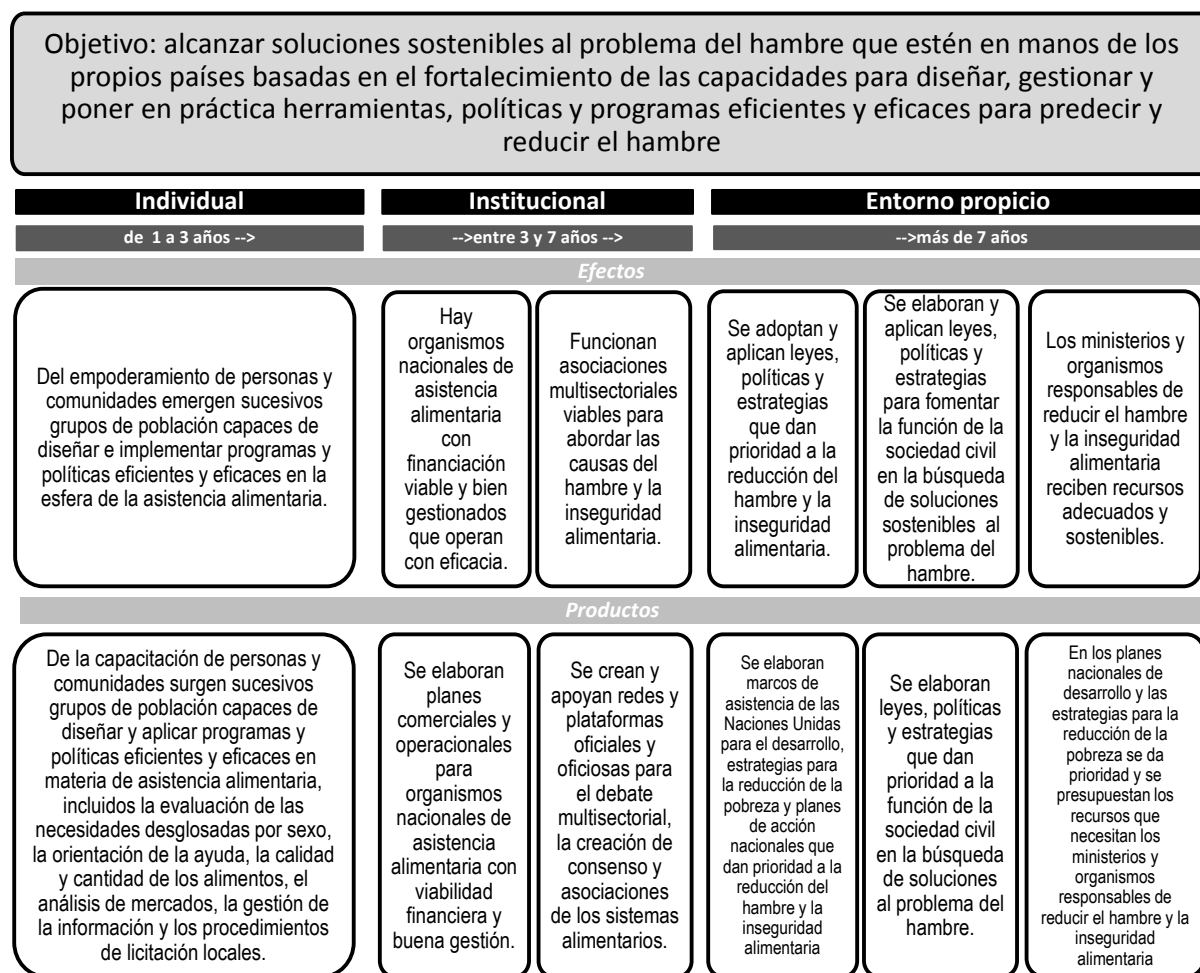 Objetivo: alcanzar soluciones sostenibles al problema del hambre que estén en manos de los
propios países basadas en el fortalecimiento de las capacidades para diseñar, gestionar y
poner en práctica herramientas, políticas y programas eficientes y eficaces para predecir y
reducir el hambre
Individual
Institucional
Entorno propicio
de 1 a 3 años -->
-->entre 3 y 7 años -->
-->más de 7 años
Efectos
Del empoderamiento de personas y
comunidades emergen sucesivos
grupos de población capaces de
diseñar e implementar programas y
políticas eficientes y eficaces en la
esfera de la asistencia alimentaria.
Hay
organismos
nacionales de
asistencia
alimentaria
con
financiación
viable y bien
gestionados
que operan
con eficacia.
Funcionan
asociaciones
multisectoriales
viables para
abordar las
causas del
hambre y la
inseguridad
alimentaria.
Se adoptan y
aplican leyes,
políticas y
estrategias
que dan
prioridad a la
reducción del
hambre y la
inseguridad
alimentaria.
Se elaboran y
aplican leyes,
políticas y
estrategias
para fomentar
la función de la
sociedad civil
en la búsqueda
de soluciones
sostenibles al
problema del
hambre.
Los ministerios y
organismos
responsables de
reducir el hambre
y la inseguridad
alimentaria
reciben recursos
adecuados y
sostenibles.
Productos
De la capacitación de personas y
comunidades surgen sucesivos
grupos de población capaces de
diseñar y aplicar programas y
políticas eficientes y eficaces en
materia de asistencia alimentaria,
incluidos la evaluación de las
necesidades desglosadas por sexo,
la orientación de la ayuda, la calidad
y cantidad de los alimentos, el
análisis de mercados, la gestión de
la información y los procedimientos
de licitación locales.
Se elaboran
planes
comerciales y
operacionales
para
organismos
nacionales de
asistencia
alimentaria con
viabilidad
financiera y
buena gestión.
Se crean y
apoyan redes y
plataformas
oficiales y
oficiosas para
el debate
multisectorial,
la creación de
consenso y
asociaciones
de los sistemas
alimentarios.
Se elaboran
marcos de
asistencia de las
Naciones Unidas
para el desarrollo,
estrategias para
la reducción de la
pobreza y planes
de acción
nacionales que
dan prioridad a la
reducción del
hambre y la
inseguridad
alimentaria
Se elaboran
leyes, políticas
y estrategias
que dan
prioridad a la
función de la
sociedad civil
en la búsqueda
de soluciones
al problema del
hambre.
En los planes
nacionales de
desarrollo y las
estrategias para la
reducción de la
pobreza se da
prioridad y se
presupuestan los
recursos que
necesitan los
ministerios y
organismos
responsables de
reducir el hambre y la
inseguridad
alimentaria